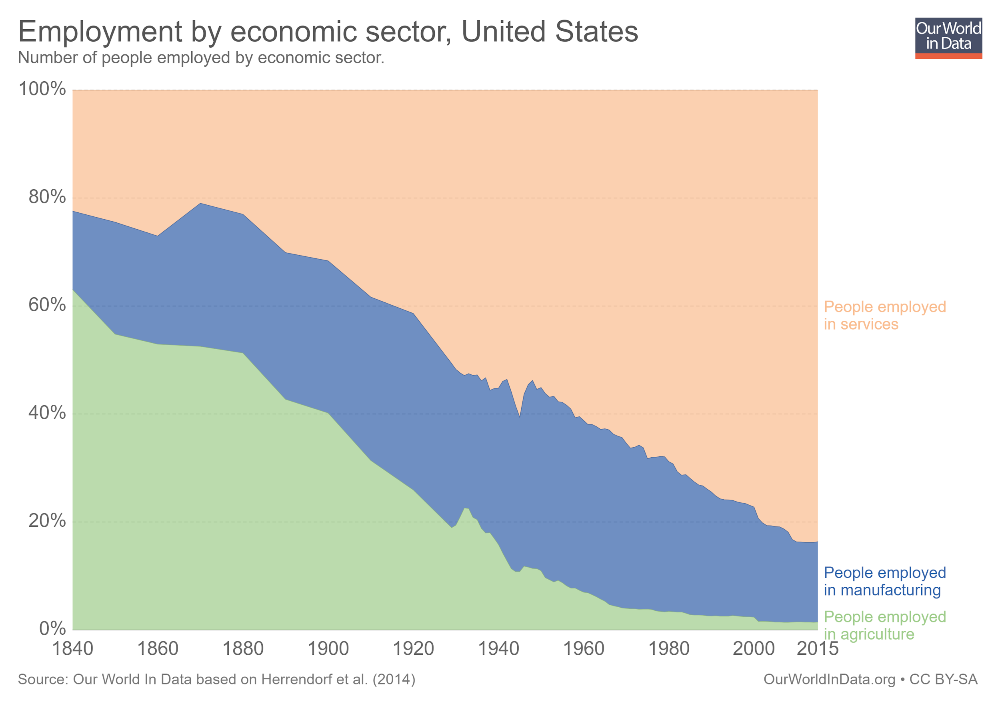 Employment by economic sector, United States
Number of people employed by economic sector.
Our World
in Data
100%
80%
60%
40%
20%
0%
People employed
in services
People employed
in manufacturing
People employed
in agriculture
1840 1860 1880 1900 1920 1940 1960 1980 2000 2015
Source: Our World In Data based on Herrendorf et al. (2014)
OurWorldInData.org • CC BY-SA